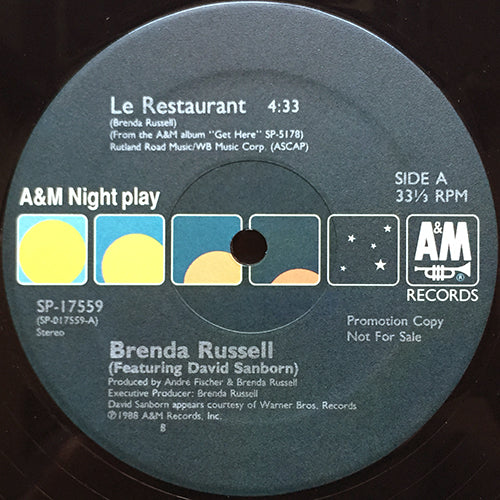 Le Restaurant 4:33
(Brenda Russell)
(From the A&M album "Get Here" SP-5178)
Rutland Road Music/WB Music Corp. (ASCAP)
SIDE A
33⅓ RPM
A&M Night play
A&M
®
RECORDS
SP-17559
(SP-017559-A)
Stereo
Promotion Copy
Not For Sale
Brenda Russell
(Featuring David Sanborn)
Produced by André Fischer & Brenda Russell
Executive Producer: Brenda Russell
David Sanborn appears courtesy of Warner Bros. Records
℗1988 A&M Records, Inc.
B